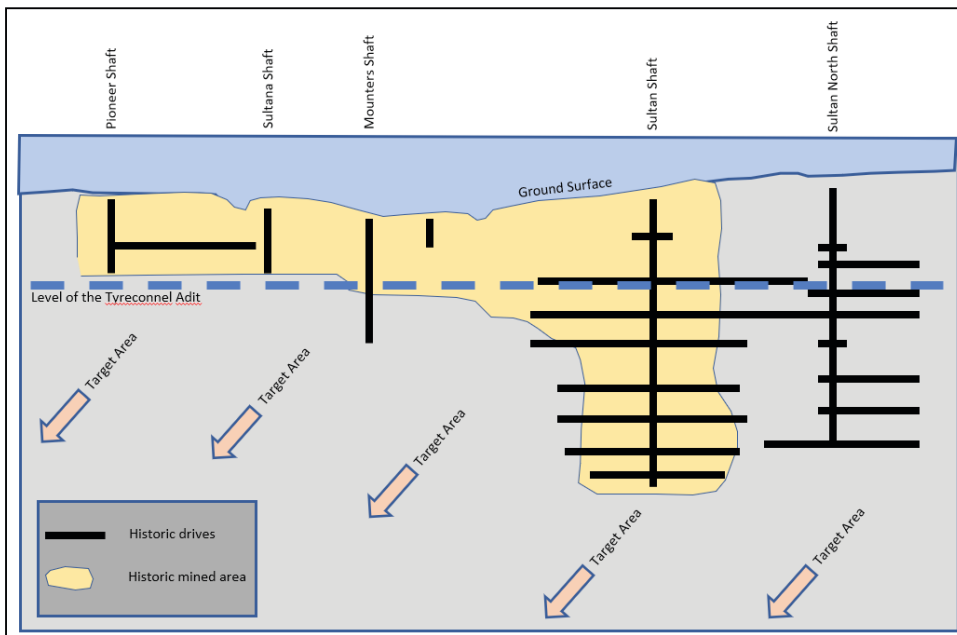 Pioneer Shaft
Sultana Shaft
Mounters Shaft
Sultan Shaft
Sultan North Shaft
Ground Surface
Level of the Tyreconnel Adit
Target Area
Target Area
Target Area
Target Area
Target Area
Historic drives
Historic mined area